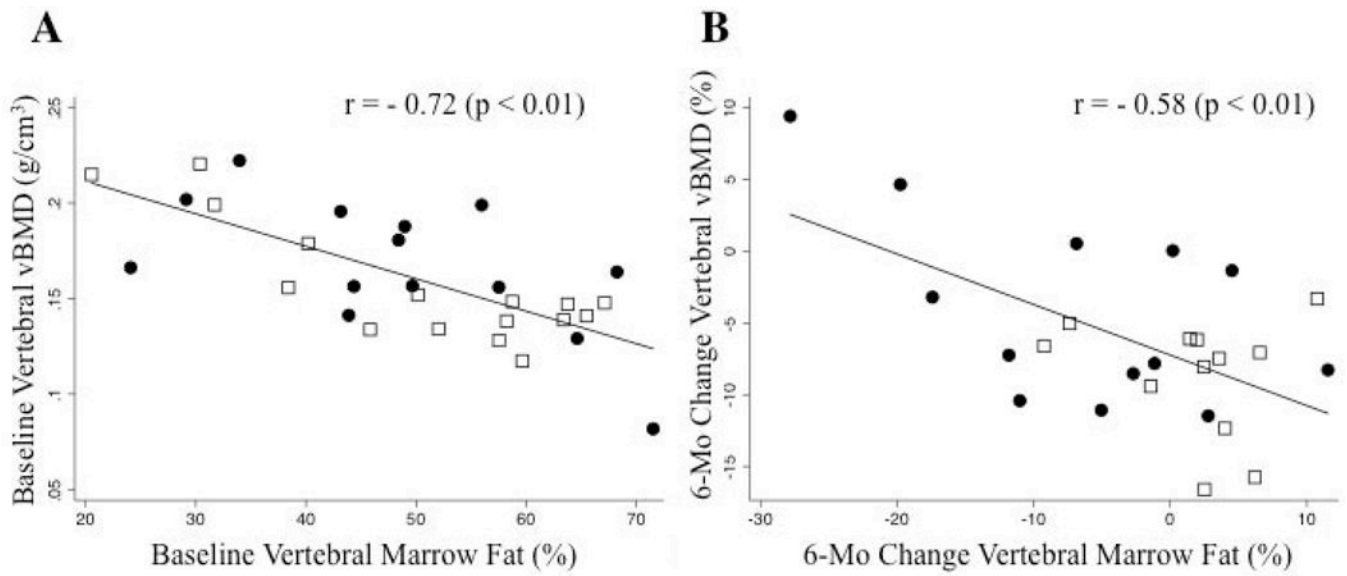 A
r = - 0.72 (p < 0.01)
Baseline Vertebral vBMD (g/cm³)
.25
.2
.15
.1
.05
20 30 40 50 60 70
Baseline Vertebral Marrow Fat (%)
B
r = - 0.58 (p < 0.01)
6-Mo Change Vertebral vBMD (%)
10
5
0
-5
-10
-15
-30 -20 -10 0 10
6-Mo Change Vertebral Marrow Fat (%)